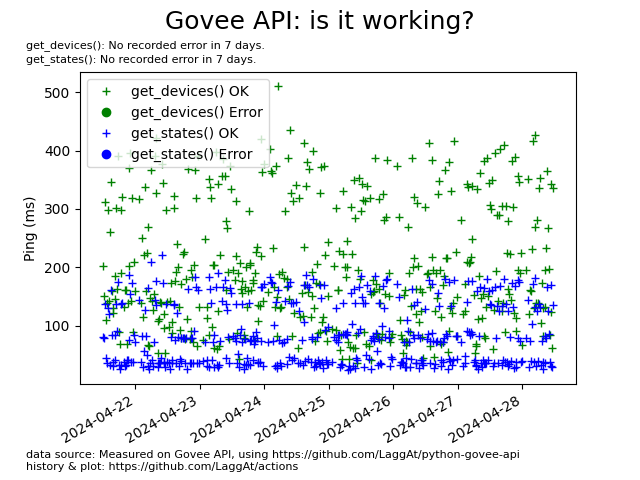 Govee API: is it working?
get_devices(): No recorded error in 7 days.
get_states(): No recorded error in 7 days.
get_devices() OK
get_devices() Error
get_states() OK
get_states() Error
Ping (ms)
500
400
300
200
100
2024-04-22
2024-04-23
2024-04-24
2024-04-25
2024-04-26
2024-04-27
2024-04-28
data source: Measured on Govee API, using https://github.com/LaggAt/python-govee-api
history & plot: https://github.com/LaggAt/actions